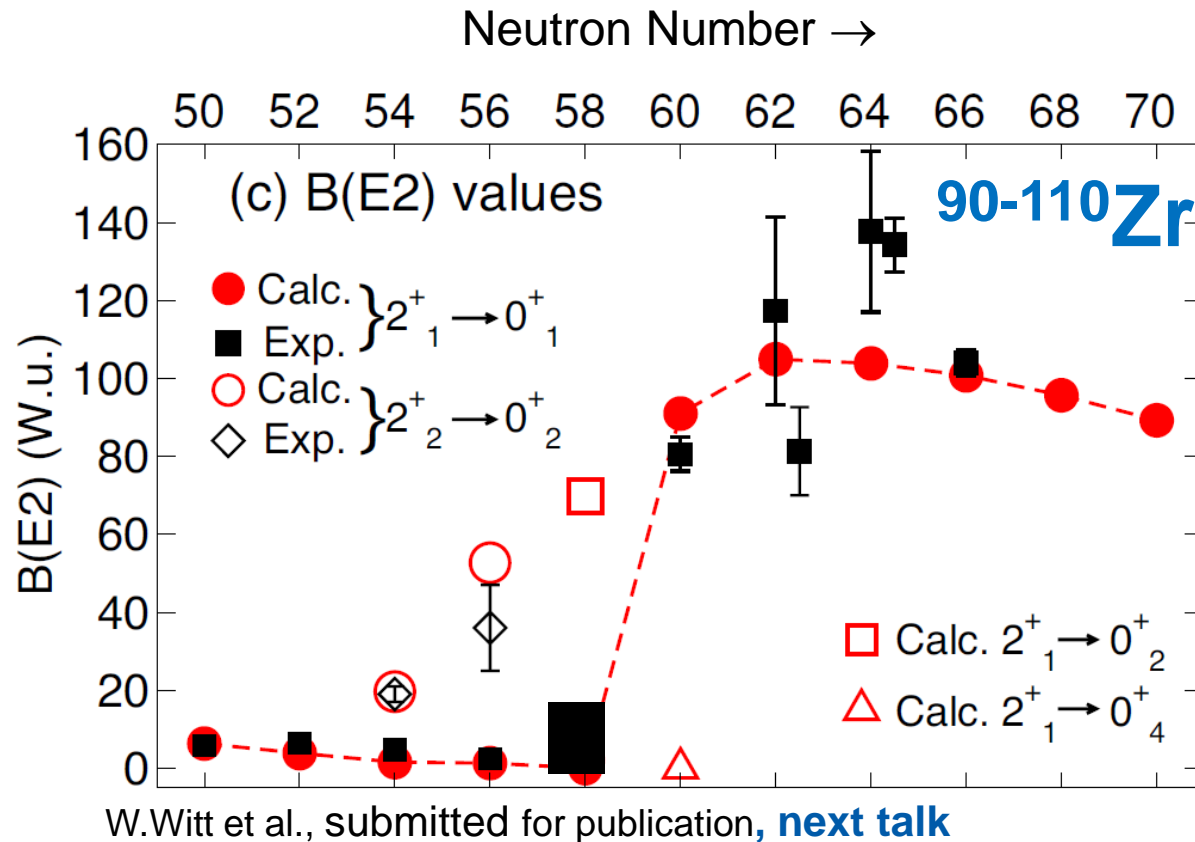 Neutron Number →
50 52 54 56 58 60 62 64 66 68 70
160
140
120
100
80
60
40
20
0
B(E2) (W.u.)
(c) B(E2) values
90-110Zr
Calc.
Exp.
}2+1 → 0+1
Calc.
Exp.
}2+2 → 0+2
Calc. 2+1 → 0+2
Calc. 2+1 → 0+4
W.Witt et al., submitted for publication, next talk